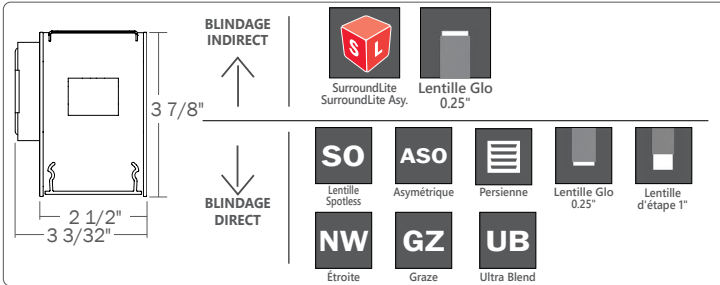 BLINDAGE
INDIRECT
S L
SurroundLite
SurroundLite Asy.
Lentille Glo
0.25"
3 7/8"
2 1/2"
3 3/32"
BLINDAGE
DIRECT
SO
Lentille
Spotless
ASO
Asymétrique
Persienne
Lentille Glo
0.25"
Lentille
d'étape 1"
NW
Étroite
GZ
Graze
UB
Ultra Blend